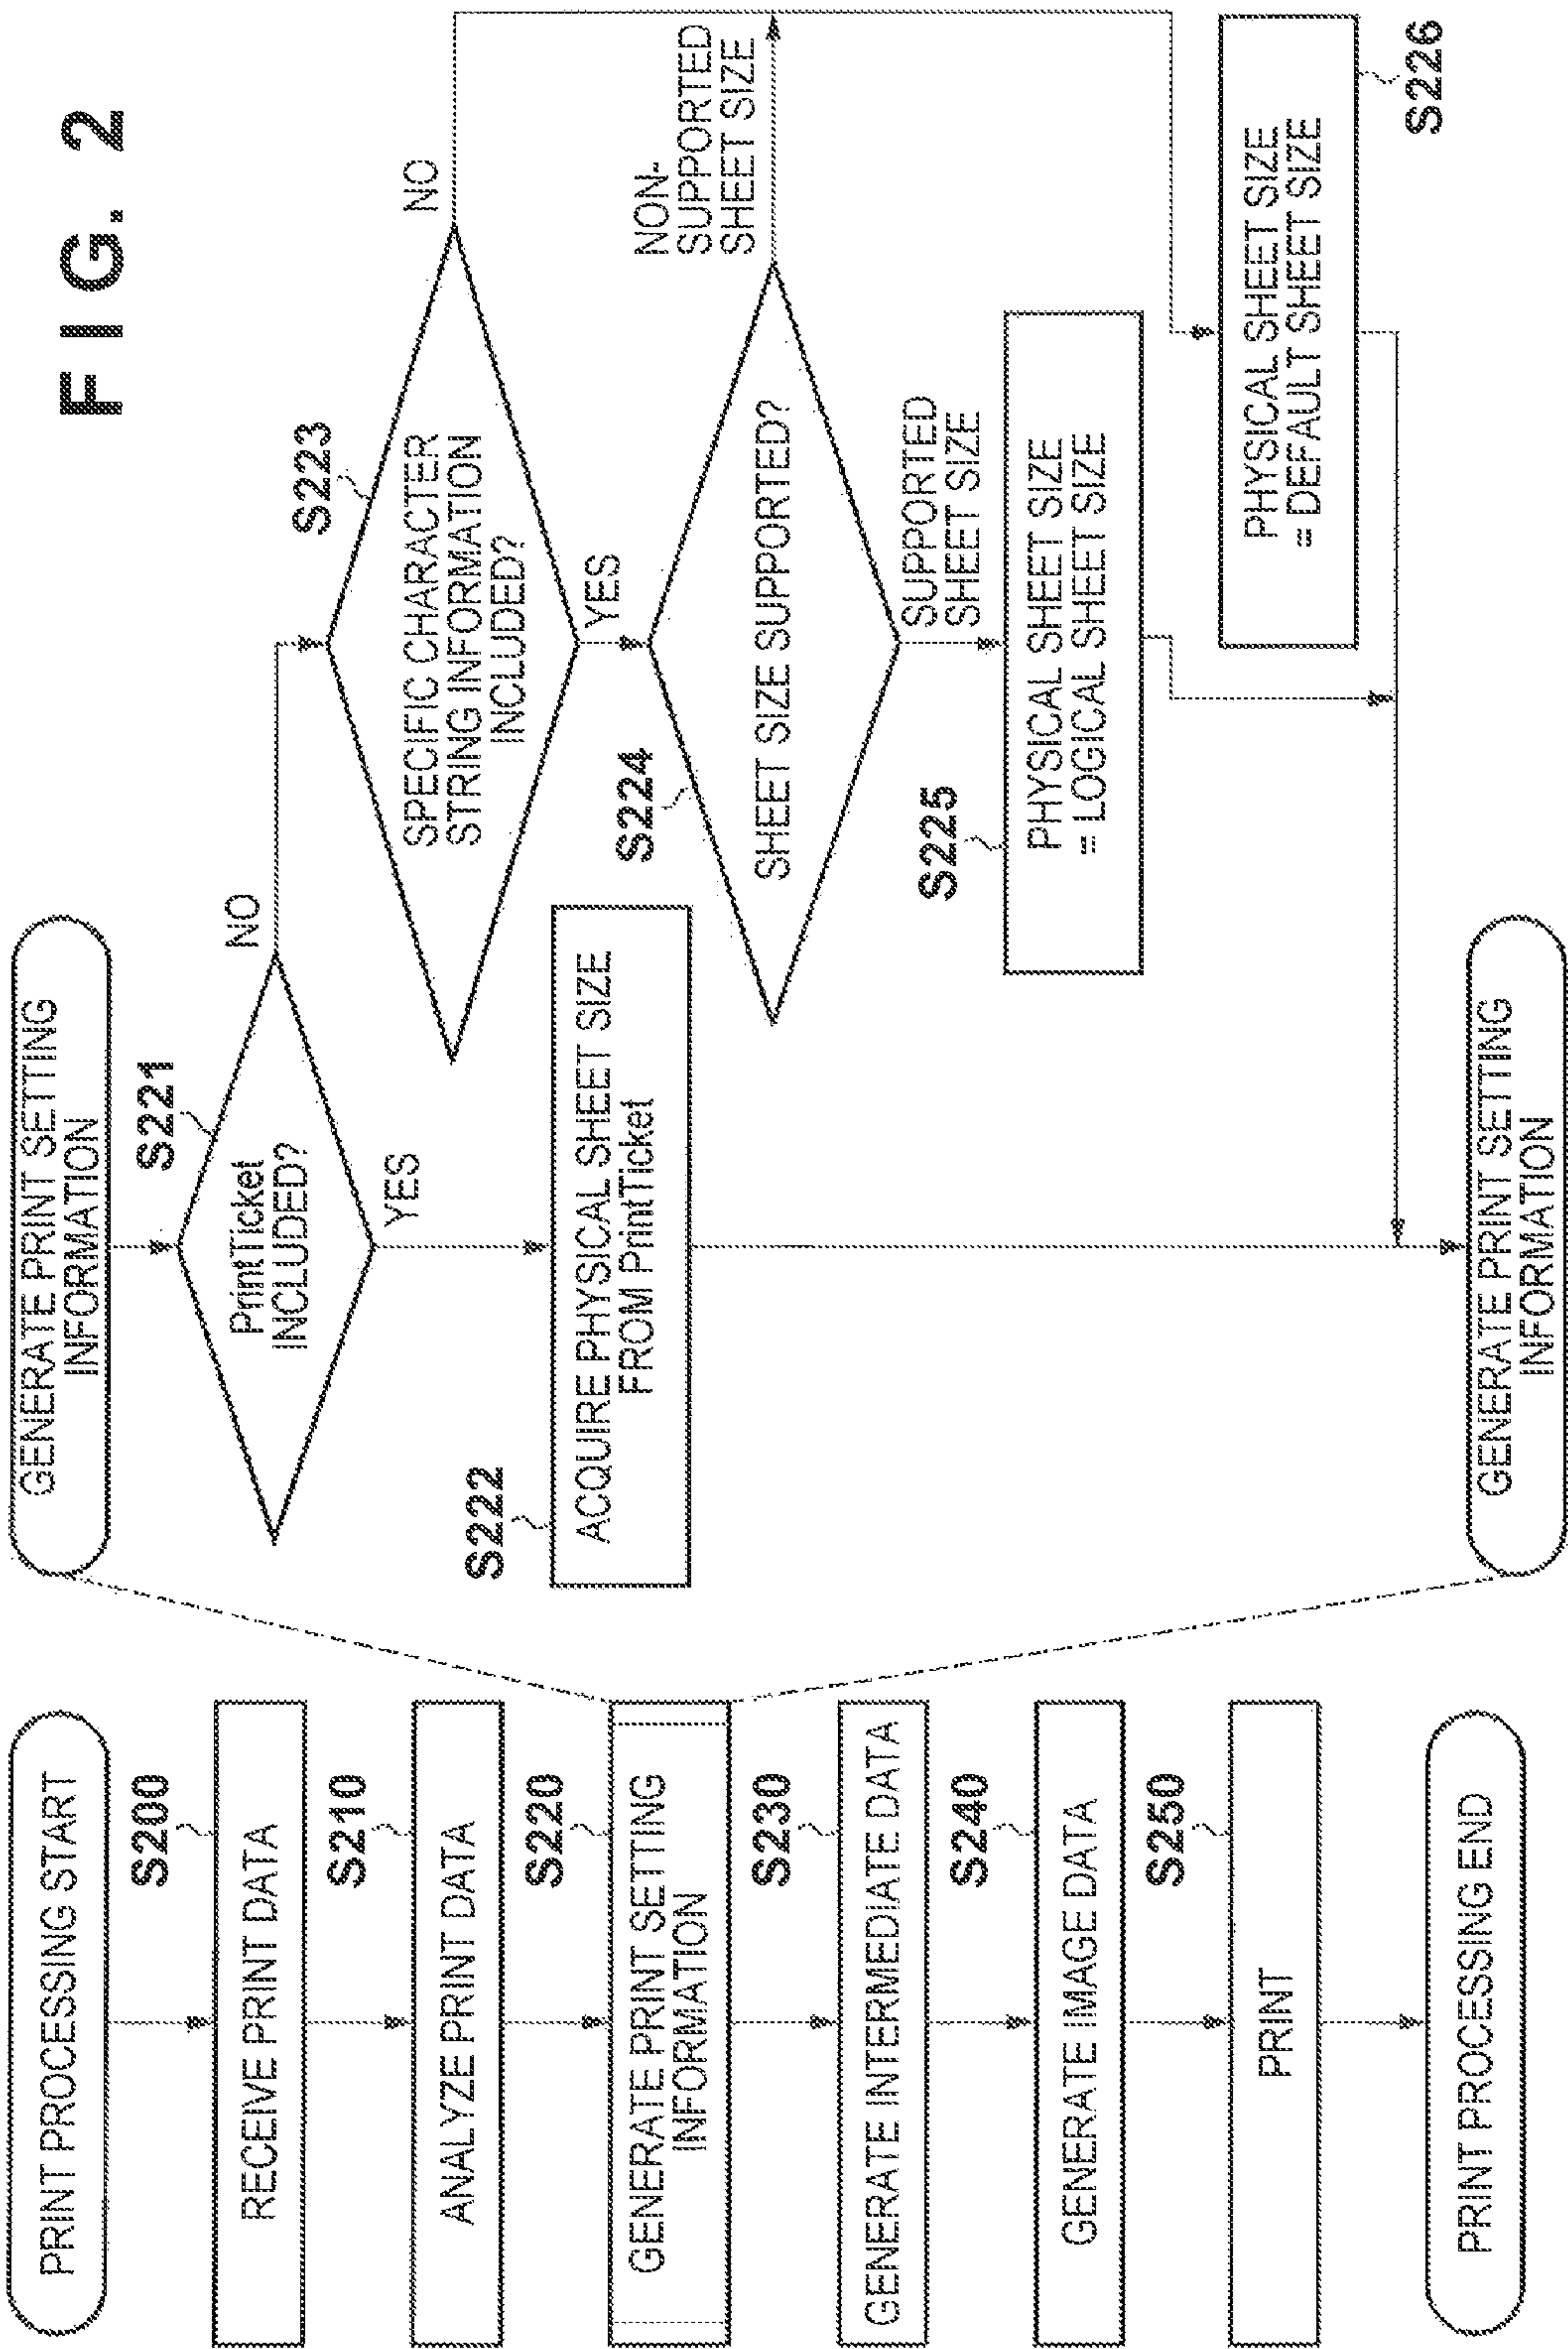 FIG. 2
PRINT PROCESSING START
S200
RECEIVE PRINT DATA
S210
ANALYZE PRINT DATA
S220
GENERATE PRINT SETTING
INFORMATION
S230
GENERATE INTERMEDIATE DATA
S240
GENERATE IMAGE DATA
S250
PRINT
PRINT PROCESSING END
GENERATE PRINT SETTING
INFORMATION
S221
PrintTicket
INCLUDED?
NO
YES
S222
ACQUIRE PHYSICAL SHEET SIZE
FROM PrintTicket
S223
SPECIFIC CHARACTER
STRING INFORMATION
INCLUDED?
NO
YES
S224
SHEET SIZE SUPPORTED?
NON-
SUPPORTED
SHEET SIZE
SUPPORTED
SHEET SIZE
S225
PHYSICAL SHEET SIZE
= LOGICAL SHEET SIZE
PHYSICAL SHEET SIZE
= DEFAULT SHEET SIZE
S226
GENERATE PRINT SETTING
INFORMATION